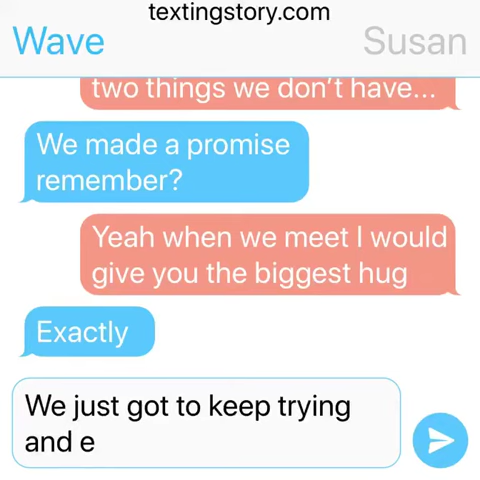 textingstory.com
Wave
Susan
two things we don't have...
We made a promise
remember?
Yeah when we meet I would
give you the biggest hug
Exactly
We just got to keep trying
and e